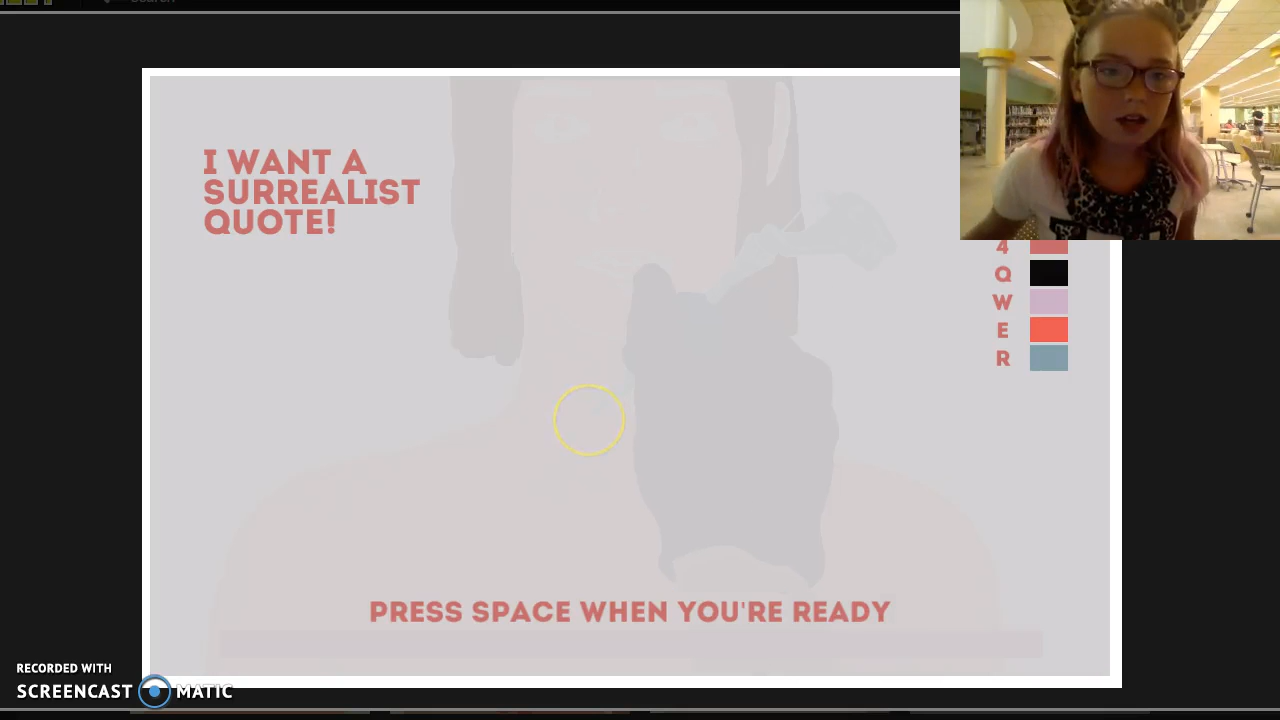 I WANT A
SURREALIST
QUOTE!
4
Q
W
E
R
PRESS SPACE WHEN YOU'RE READY
RECORDED WITH
SCREENCAST MATIC